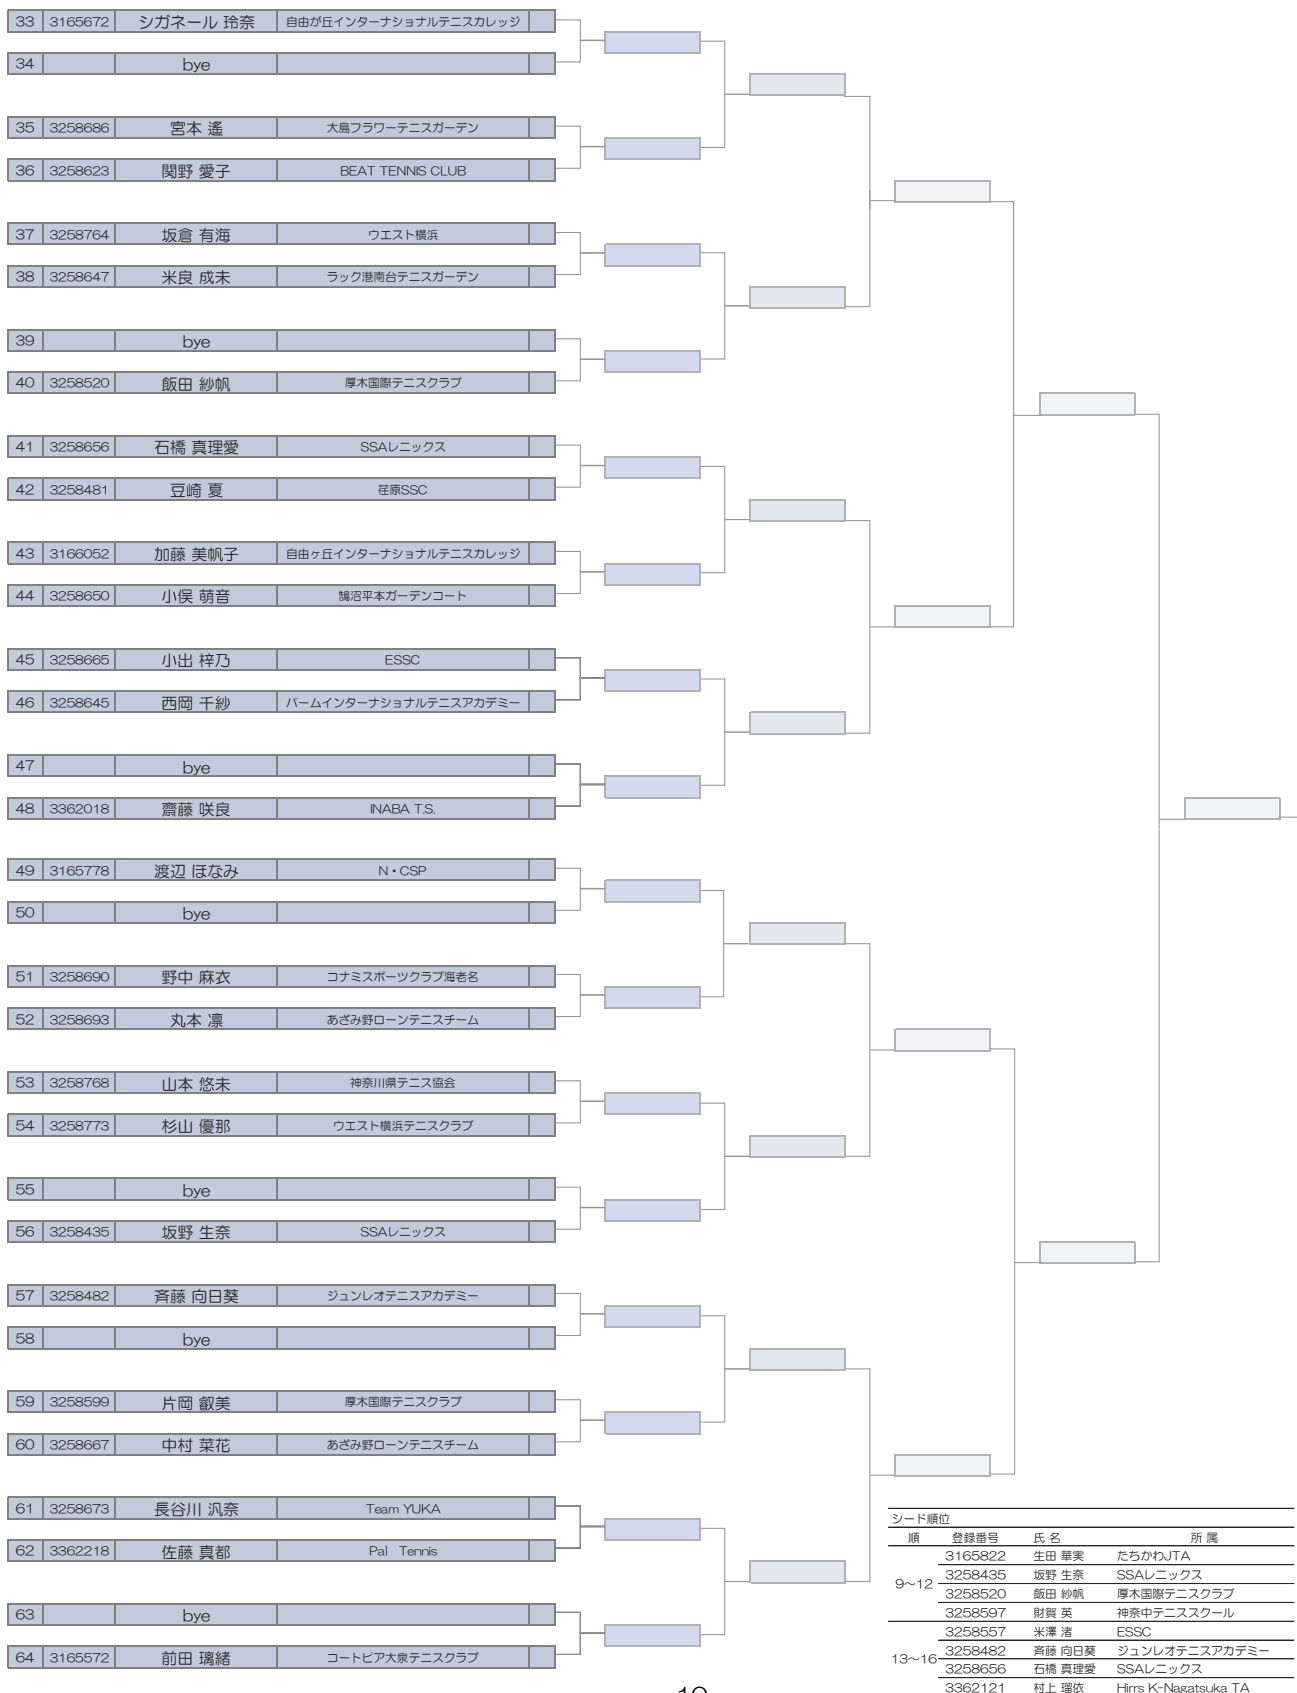 33 3165672 シガネール 玲奈 自由が丘インターナショナルテニスカレッジ
34 bye
35 3258686 宮本 遙 大島フラワーテニスガーデン
36 3258623 関野 愛子 BEAT TENNIS CLUB
37 3258764 坂倉 有海 ウエスト横浜
38 3258647 米良 成未 ラック港南台テニスガーデン
39 bye
40 3258520 飯田 紗帆 厚木国際テニスクラブ
41 3258656 石橋 真理愛 SSAレニックス
42 3258481 豆崎 夏 荏原SSC
43 3166052 加藤 美帆子 自由ヶ丘インターナショナルテニスカレッジ
44 3258650 小俣 萌音 鵠沼平本ガーデンコート
45 3258665 小出 梓乃 ESSC
46 3258645 西岡 千紗 パームインターナショナルテニスアカデミー
47 bye
48 3362018 齋藤 咲良 INABA T.S.
49 3165778 渡辺 ほなみ N・CSP
50 bye
51 3258690 野中 麻衣 コナミスポーツクラブ海老名
52 3258693 丸本 凛 あざみ野ローンテニスチーム
53 3258768 山本 悠未 神奈川県テニス協会
54 3258773 杉山 優那 ウエスト横浜テニスクラブ
55 bye
56 3258435 坂野 生奈 SSAレニックス
57 3258482 斉藤 向日葵 ジュンレオテニスアカデミー
58 bye
59 3258599 片岡 叡美 厚木国際テニスクラブ
60 3258667 中村 菜花 あざみ野ローンテニスチーム
61 3258673 長谷川 汎奈 Team YUKA
62 3362218 佐藤 真都 Pal Tennis
63 bye
64 3165572 前田 璃緒 コートピア大泉テニスクラブ
シード順位
順 登録番号 氏 名 所 属
3165822 生田 華実 たちかわJTA
9〜12 3258435 坂野 生奈 SSAレニックス
3258520 飯田 紗帆 厚木国際テニスクラブ
3258597 財賀 英 神奈中テニススクール
3258557 米澤 渚 ESSC
13〜16 3258482 斉藤 向日葵 ジュンレオテニスアカデミー
3258656 石橋 真理愛 SSAレニックス
3362121 村上 瑠依 Hirrs K-Nagatsuka TA